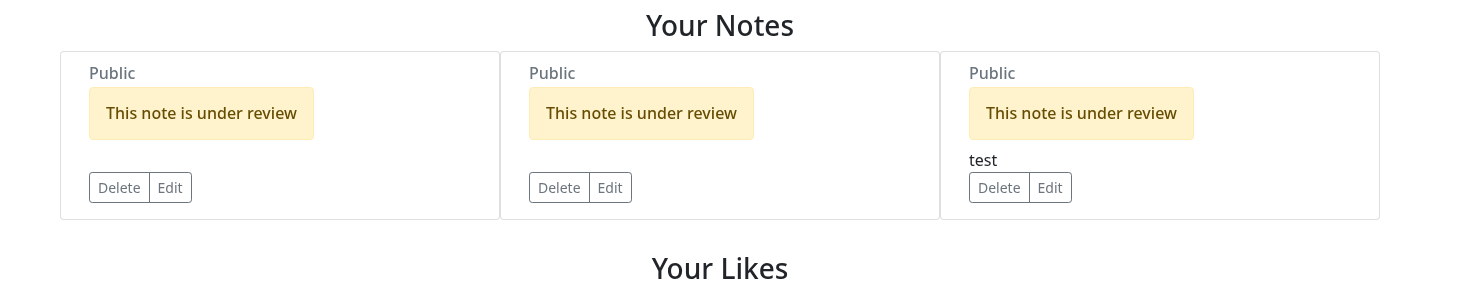 Your Notes
Public
This note is under review
Delete Edit
Public
This note is under review
Delete Edit
Public
This note is under review
test
Delete Edit
Your Likes